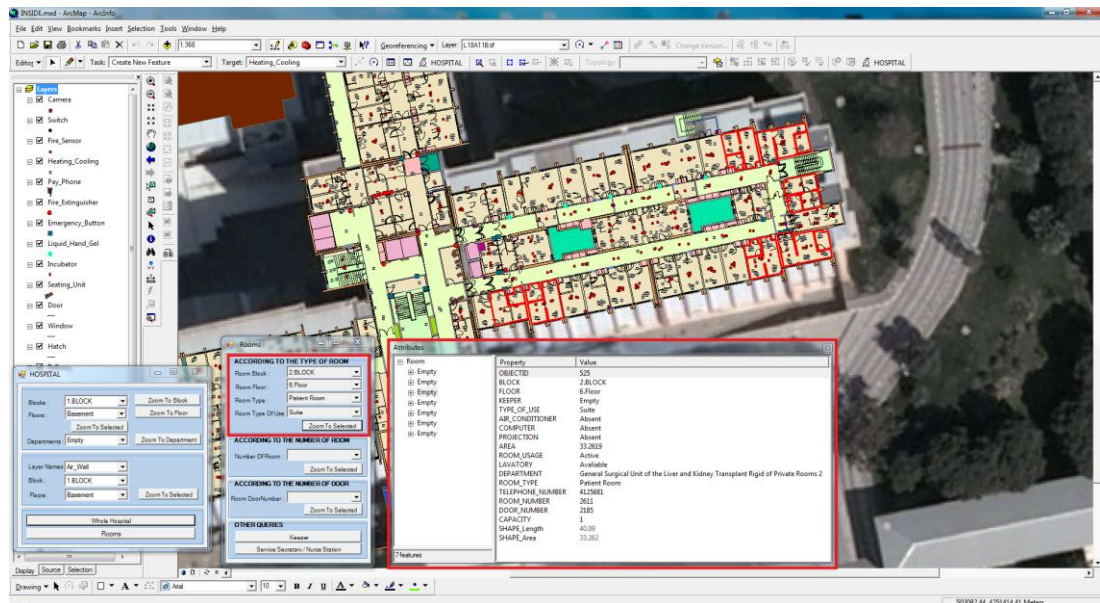 INSIDE.mxd - ArcMap - ArcInfo
File Edit View Bookmarks Insert Selection Tools Window Help
1:368 Georeferencing Layer: L18A11B.tif Change Version...
Editor Task: Create New Feature Target: Heating_Cooling HOSPITAL Topology: HOSPITAL
Layers
Camera
Switch
Fire_Sensor
Heating_Cooling
Pay_Phone
Fire_Extinguisher
Emergency_Button
Liquid_Hand_Gel
Incubator
Seating_Unit
Door
Window
Hatch
HOSPITAL
Blocks : 1.BLOCK Zoom To Block
Floors : Basement Zoom To Floor
Zoom To Selected
Departments Empty Zoom To Department
Layer Names Air_Wall
Block : 1.BLOCK
Floors : Basement Zoom To Selected
Whole Hospital
Rooms
Rooms
ACCORDING TO THE TYPE OF ROOM
Room Block : 2.BLOCK
Room Floor : 6.Floor
Room Type : Patient Room
Room Type Of Use Suite
Zoom To Selected
ACCORDING TO THE NUMBER OF ROOM
Number Of Room :
Zoom To Selected
ACCORDING TO THE NUMBER OF DOOR
Room DoorNumber :
Zoom To Selected
OTHER QUERIES
Keeper
Service Secretary / Nurse Station
Attributes
Room
Empty
Empty
Empty
Empty
Empty
Empty
Empty
7 features
Property Value
OBJECTID 525
BLOCK 2.BLOCK
FLOOR 6.Floor
KEEPER Empty
TYPE_OF_USE Suite
AIR_CONDITIONER Absent
COMPUTER Absent
PROJECTION Absent
AREA 33.2619
ROOM_USAGE Active
LAVATORY Avaliable
DEPARTMENT General Surgical Unit of the Liver and Kidney Transplant Rigid of Private Rooms 2
ROOM_TYPE Patient Room
TELEPHONE_NUMBER 4125681
ROOM_NUMBER 2611
DOOR_NUMBER 2185
CAPACITY 1
SHAPE_Length 40.09
SHAPE_Area 33.262
Display Source Selection
Drawing A Arial 10 B I U A
503082.44 4251414.41 Meters